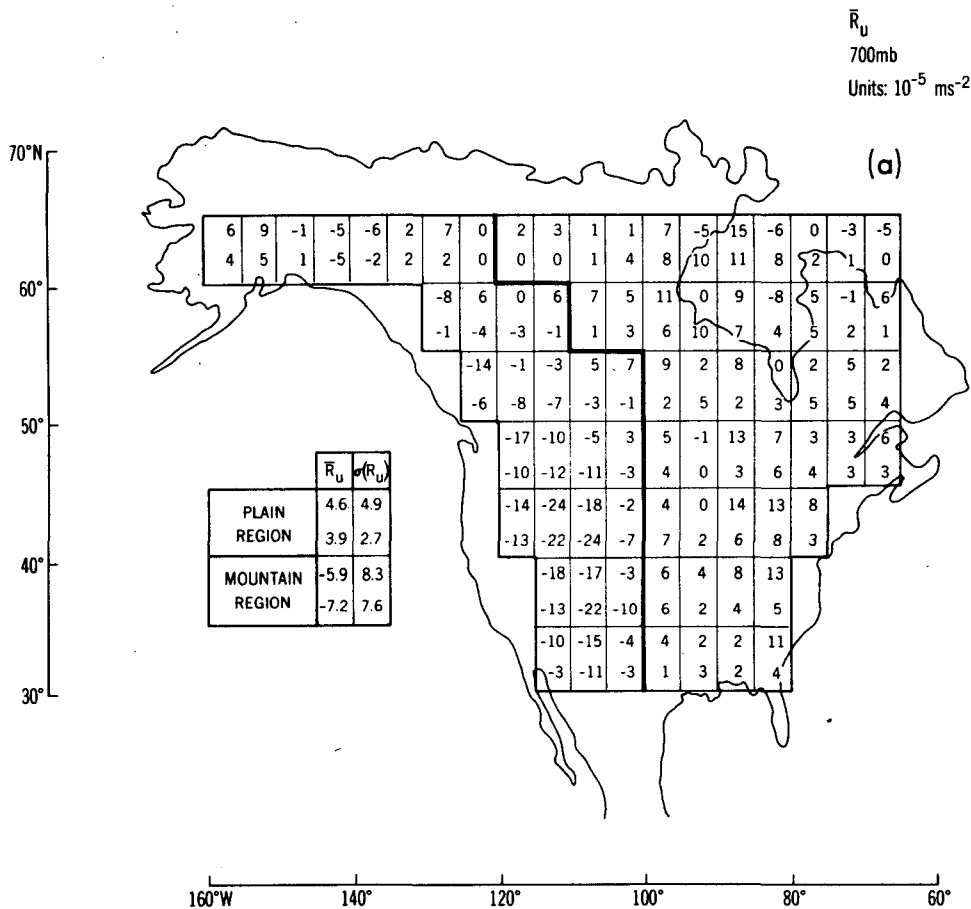 R̄u
700mb
Units: 10⁻⁵ ms⁻²
(a)
70°N
6 9 -1 -5 -6 2 7 0 2 3 1 1 7 -5 15 -6 0 -3 -5
4 5 1 -5 -2 2 2 0 0 0 1 4 8 10 11 8 2 1 0
60°
-8 6 0 6 7 5 11 0 9 -8 5 -1 6
-1 -4 -3 -1 1 3 6 10 7 4 5 2 1
-14 -1 -3 5 7 9 2 8 0 2 5 2
-6 -8 -7 -3 -1 2 5 2 3 5 5 4
50°
-17 -10 -5 3 5 -1 13 7 3 3 6
-10 -12 -11 -3 4 0 3 6 4 3 3
-14 -24 -18 -2 4 0 14 13 8
-13 -22 -24 -7 7 2 6 8 3
40°
-18 -17 -3 6 4 8 13
-13 -22 -10 6 2 4 5
-10 -15 -4 4 2 2 11
-3 -11 -3 1 3 2 4
30°
R̄u σ(Ru)
PLAIN REGION
4.6 4.9
3.9 2.7
MOUNTAIN REGION
-5.9 8.3
-7.2 7.6
160°W 140° 120° 100° 80° 60°